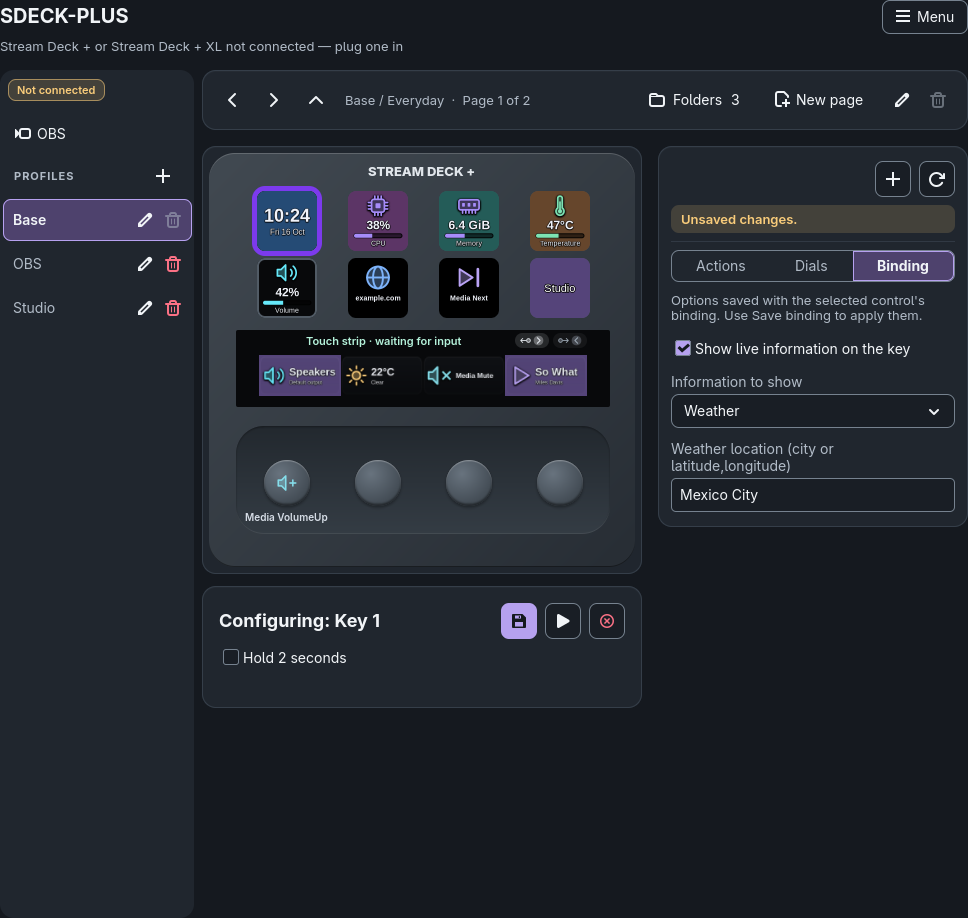 SDECK-PLUS
Menu
Stream Deck + or Stream Deck + XL not connected — plug one in
Not connected
OBS
PROFILES
Base
OBS
Studio
Base / Everyday · Page 1 of 2
Folders 3
New page
STREAM DECK +
10:24
Fri 16 Oct
38%
CPU
6.4 GiB
Memory
47°C
Temperature
42%
Volume
example.com
Media Next
Studio
Touch strip · waiting for input
Speakers
Default output
22°C
Clear
Media Mute
So What
Miles Davis
Media VolumeUp
Configuring: Key 1
Hold 2 seconds
Unsaved changes.
Actions
Dials
Binding
Options saved with the selected control's
binding. Use Save binding to apply them.
Show live information on the key
Information to show
Weather
Weather location (city or
latitude,longitude)
Mexico City